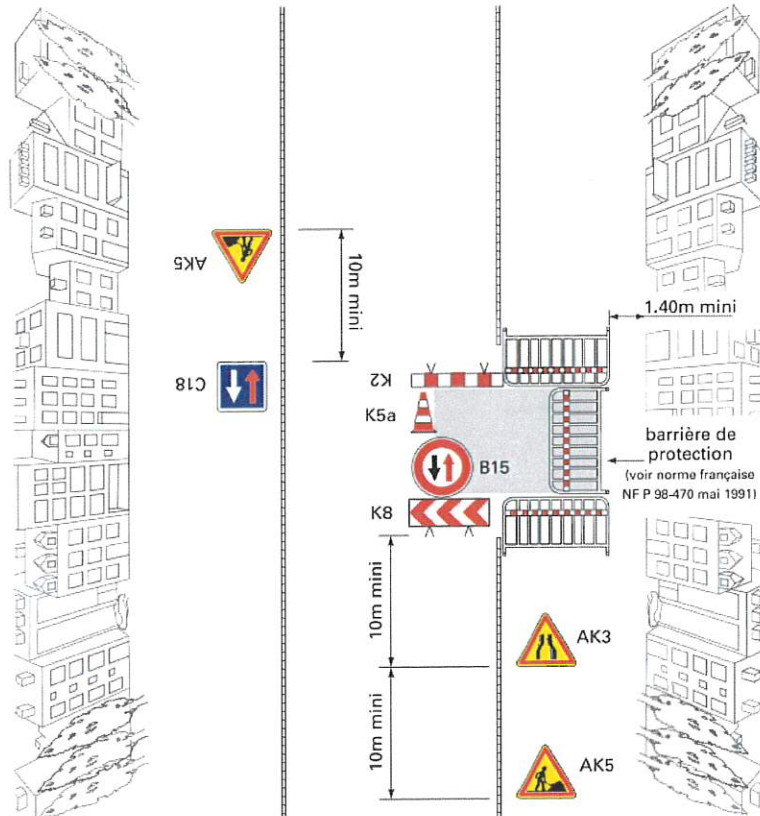 AK5
10m mini
1.40m mini
C18
K2
K5a
B15
barrière de
protection
(voir norme française
NF P 98-470 mai 1991)
K8
10m mini
AK3
10m mini
AK5